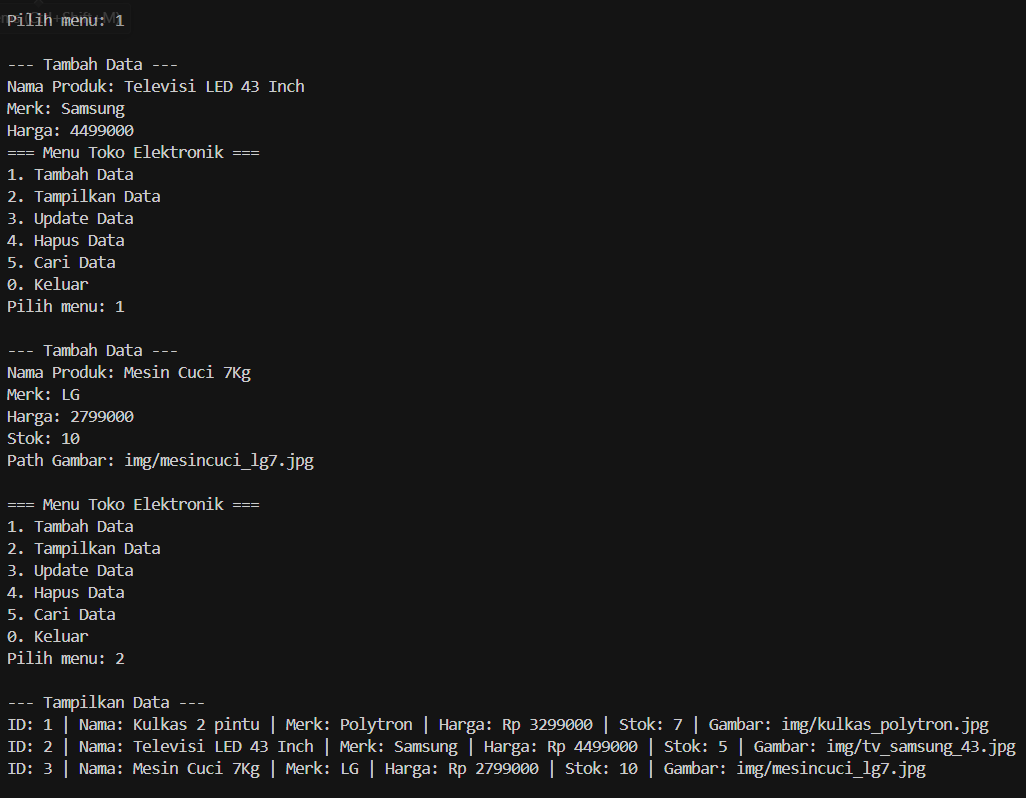 Pilih menu: 1
--- Tambah Data ---
Nama Produk: Televisi LED 43 Inch
Merk: Samsung
Harga: 4499000
=== Menu Toko Elektronik ===
1. Tambah Data
2. Tampilkan Data
3. Update Data
4. Hapus Data
5. Cari Data
0. Keluar
Pilih menu: 1
--- Tambah Data ---
Nama Produk: Mesin Cuci 7Kg
Merk: LG
Harga: 2799000
Stok: 10
Path Gambar: img/mesincuci_lg7.jpg
=== Menu Toko Elektronik ===
1. Tambah Data
2. Tampilkan Data
3. Update Data
4. Hapus Data
5. Cari Data
0. Keluar
Pilih menu: 2
--- Tampilkan Data ---
ID: 1 | Nama: Kulkas 2 pintu | Merk: Polytron | Harga: Rp 3299000 | Stok: 7 | Gambar: img/kulkas_polytron.jpg
ID: 2 | Nama: Televisi LED 43 Inch | Merk: Samsung | Harga: Rp 4499000 | Stok: 5 | Gambar: img/tv_samsung_43.jpg
ID: 3 | Nama: Mesin Cuci 7Kg | Merk: LG | Harga: Rp 2799000 | Stok: 10 | Gambar: img/mesincuci_lg7.jpg